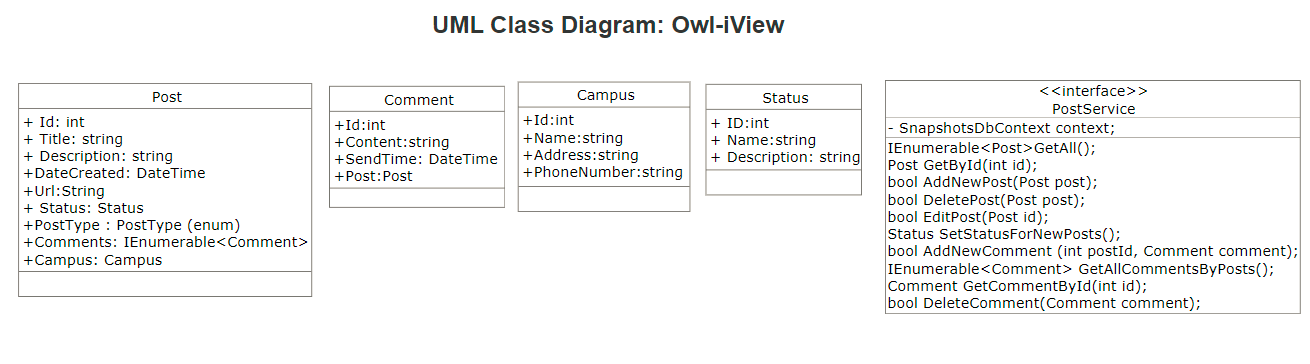 UML Class Diagram: Owl-iView
Post
+ Id: int
+ Title: string
+ Description: string
+DateCreated: DateTime
+Url:String
+ Status: Status
+PostType : PostType (enum)
+Comments: IEnumerable<Comment>
+Campus: Campus
Comment
+Id:int
+Content:string
+SendTime: DateTime
+Post:Post
Campus
+Id:int
+Name:string
+Address:string
+PhoneNumber:string
Status
+ ID:int
+ Name:string
+ Description: string
<<interface>>
PostService
- SnapshotsDbContext context;
IEnumerable<Post>GetAll();
Post GetById(int id);
bool AddNewPost(Post post);
bool DeletePost(Post post);
bool EditPost(Post id);
Status SetStatusForNewPosts();
bool AddNewComment (int postId, Comment comment);
IEnumerable<Comment> GetAllCommentsByPosts();
Comment GetCommentById(int id);
bool DeleteComment(Comment comment);